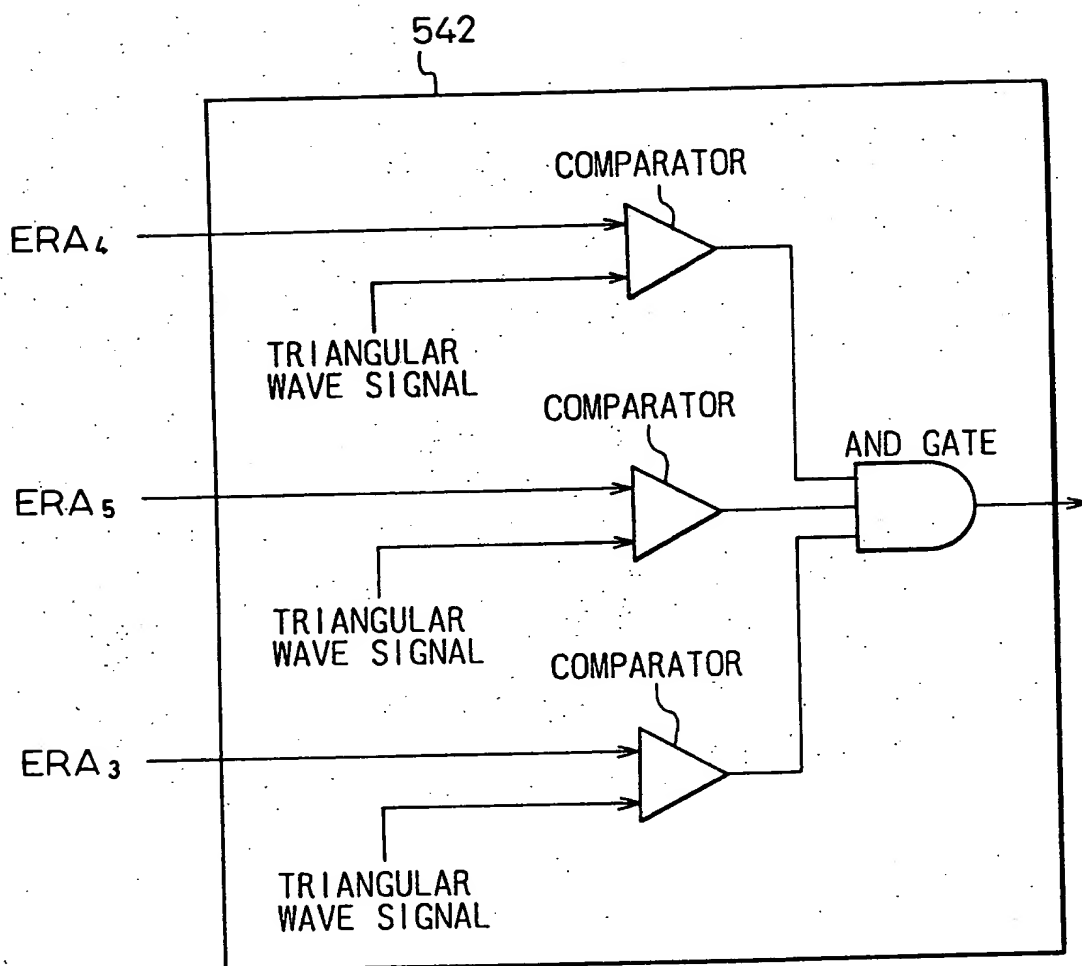 542
COMPARATOR
ERA4
TRIANGULAR
WAVE SIGNAL
COMPARATOR
AND GATE
ERA5
TRIANGULAR
WAVE SIGNAL
COMPARATOR
ERA3
TRIANGULAR
WAVE SIGNAL